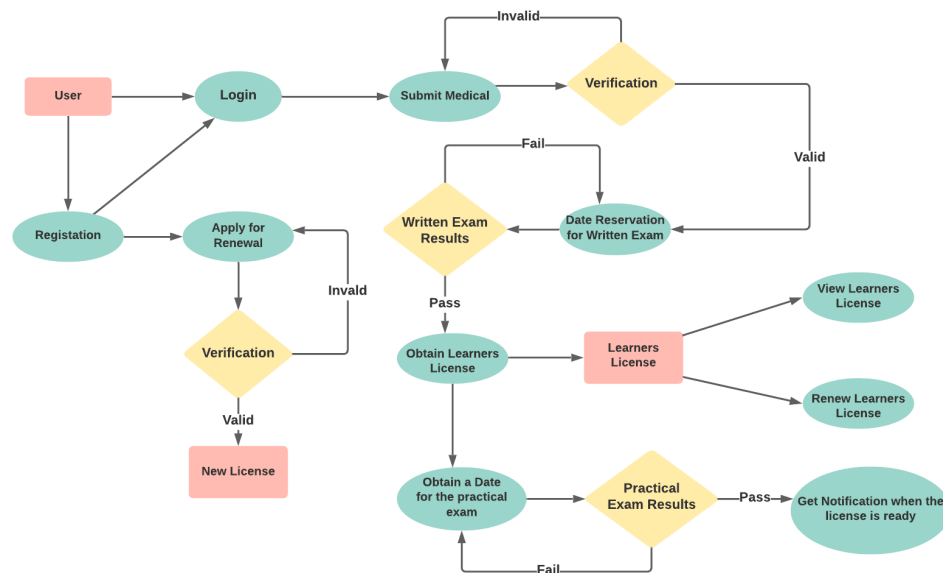 Invalid
User
Login
Submit Medical
Verification
Valid
Fail
Registation
Apply for
Renewal
Written Exam
Results
Date Reservation
for Written Exam
Invald
Pass
View Learners
License
Verification
Obtain Learners
License
Learners
License
Renew Learners
License
Valid
New License
Obtain a Date
for the practical
exam
Practical
Exam Results
Pass
Get Notification when the
license is ready
Fail